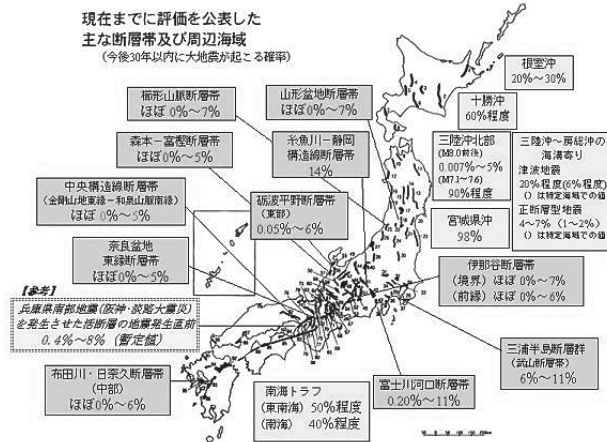 現在までに評価を公表した
主な断層帯及び周辺海域
(今後30年以内に大地震が起こる確率)
根室沖
20%～30%
十勝沖
60%程度
櫛形山脈断層帯
ほぼ 0%～7%
山形盆地断層帯
ほぼ 0%～7%
森本－富樫断層帯
ほぼ 0%～5%
糸魚川－静岡
構造線断層帯
14%
三陸沖北部
(M8.0前後)
0.007%～5%
(M7.1～7.6)
90%程度
三陸沖～房総沖の
海溝寄り
津波地震
20%程度(6%程度)
()は特定海域での値
正断層型地震
4～7% (1～2%)
()は特定海域での値
中央構造線断層帯
(金剛山地東縁－和泉山脈南縁)
ほぼ 0%～5%
砺波平野断層帯
(東部)
0.05%～6%
宮城県沖
98%
奈良盆地
東縁断層帯
ほぼ0%～5%
伊那谷断層帯
(境界) ほぼ 0%～7%
(前縁) ほぼ 0%～6%
【参考】
兵庫県南部地震(阪神・淡路大震災)
を発生させた活断層の地震発生直前
0.4%～8% (暫定値)
三浦半島断層群
(武山断層帯)
6%～11%
布田川・日奈久断層帯
(中部)
ほぼ0%～6%
南海トラフ
(東南海) 50%程度
(南海) 40%程度
富士川河口断層帯
0.20%～11%